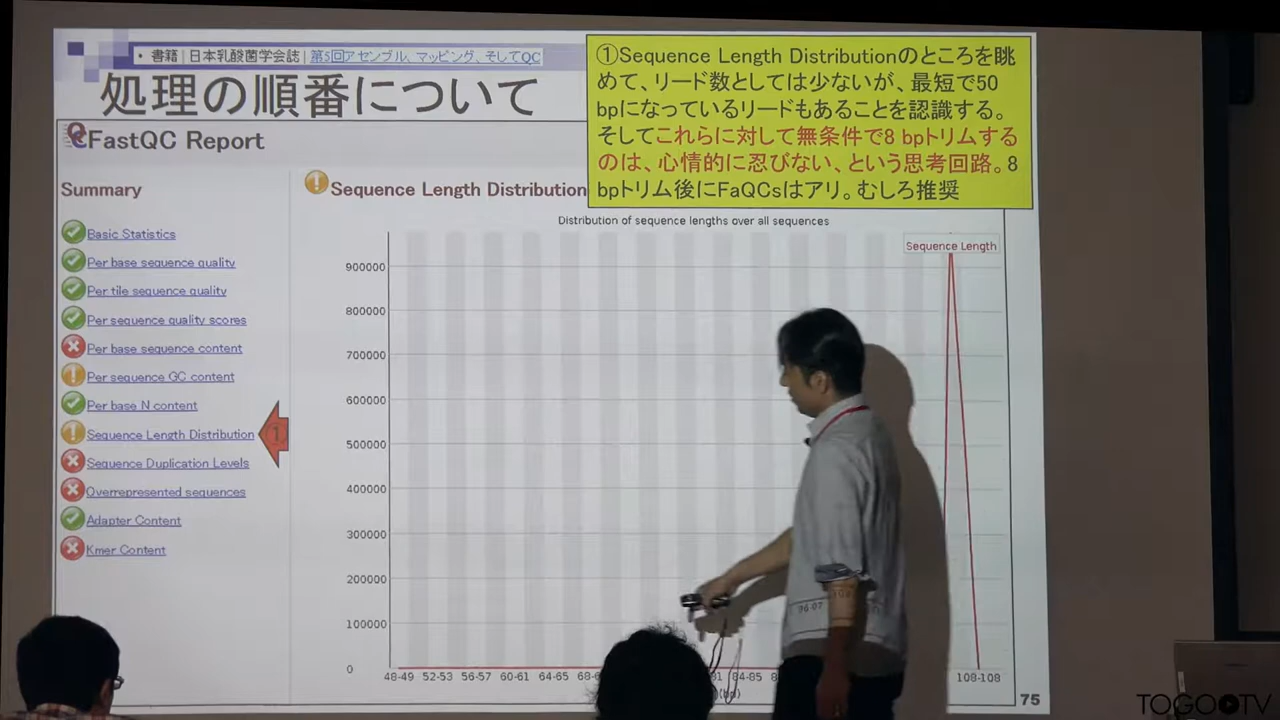 ・書籍 | 日本乳酸菌学会誌 | 第5回アセンブル、マッピング、そしてQC
処理の順番について
①Sequence Length Distributionのところを眺
めて、リード数としては少ないが、最短で50
bpになっているリードもあることを認識する。
そしてこれらに対して無条件で8 bpトリムする
のは、心情的に忍びない、という思考回路。8
bpトリム後にFaQCsはアリ。むしろ推奨
FastQC Report
Summary
Basic Statistics
Per base sequence quality
Per tile sequence quality
Per sequence quality scores
Per base sequence content
Per sequence GC content
Per base N content
Sequence Length Distribution
①
Sequence Duplication Levels
Overrepresented sequences
Adapter Content
Kmer Content
Sequence Length Distribution
Distribution of sequence lengths over all sequences
Sequence Length
900000
800000
700000
600000
500000
400000
300000
200000
100000
0
48-49 52-53 56-57 60-61 64-65 84-85 108-108
(bp)
96-97
75
TOGOTV